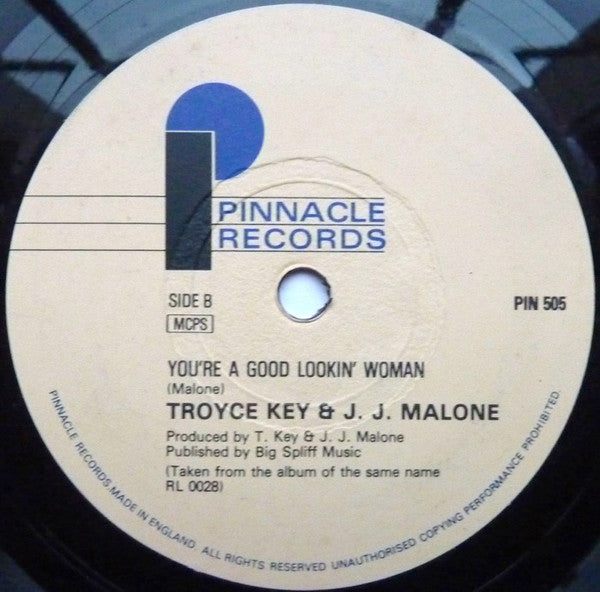 PINNACLE
RECORDS
SIDE B
MCPS
PIN 505
YOU'RE A GOOD LOOKIN' WOMAN
(Malone)
TROYCE KEY & J. J. MALONE
Produced by T. Key & J. J. Malone
Published by Big Spliff Music
(Taken from the album of the same name
RL 0028)
PINNACLE RECORDS.MADE IN ENGLAND. ALL RIGHTS RESERVED UNAUTHORISED COPYING PERFORMANCE PROHIBITED.